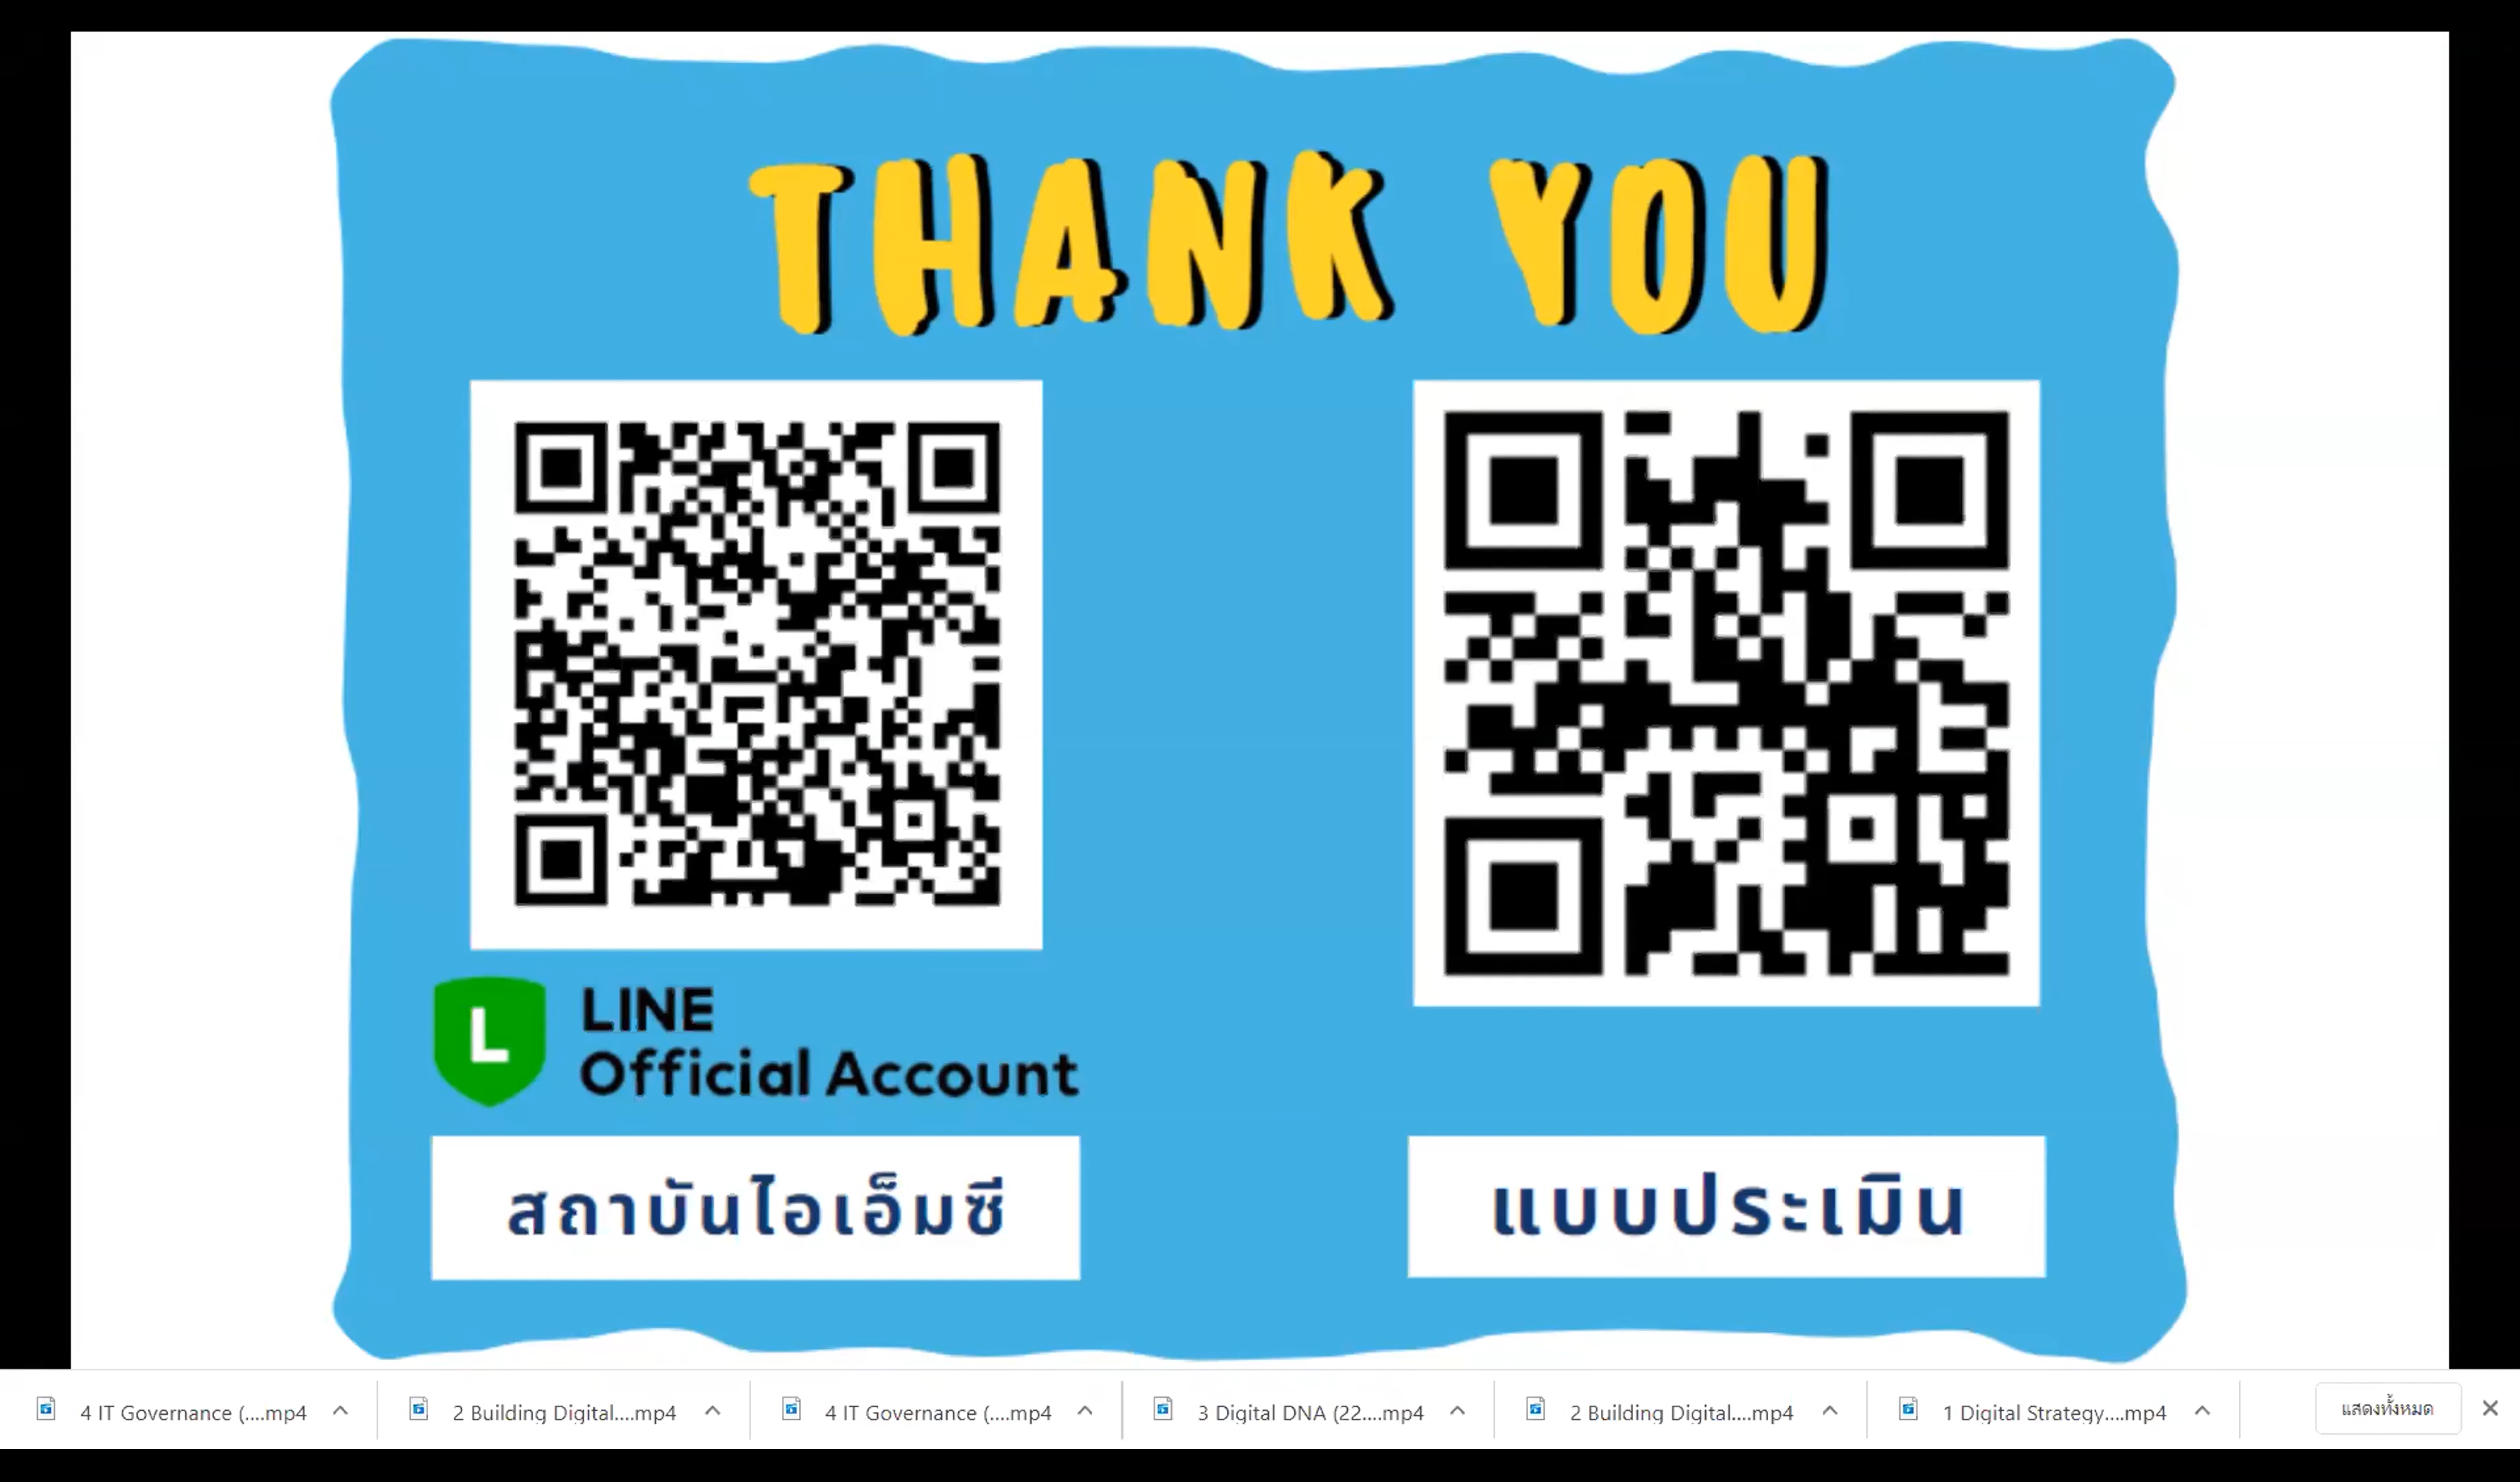 THANK YOU
L
LINE
Official Account
สถาบันไอเอ็มซี
แบบประเมิน
4 IT Governance (....mp4
2 Building Digital....mp4
4 IT Governance (....mp4
3 Digital DNA (22....mp4
2 Building Digital....mp4
1 Digital Strategy....mp4
แสดงทั้งหมด